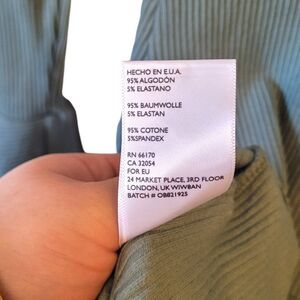 HECHO EN E.U.A.
95% ALGODÓN
5% ELASTANO
95% BAUMWOLLE
5% ELASTAN
95% COTONE
5%SPANDEX
RN 66170
CA 32054
FOR EU
24 MARKET PLACE, 3RD FLOOR
LONDON, UK WIWBAN
BATCH # OB821925